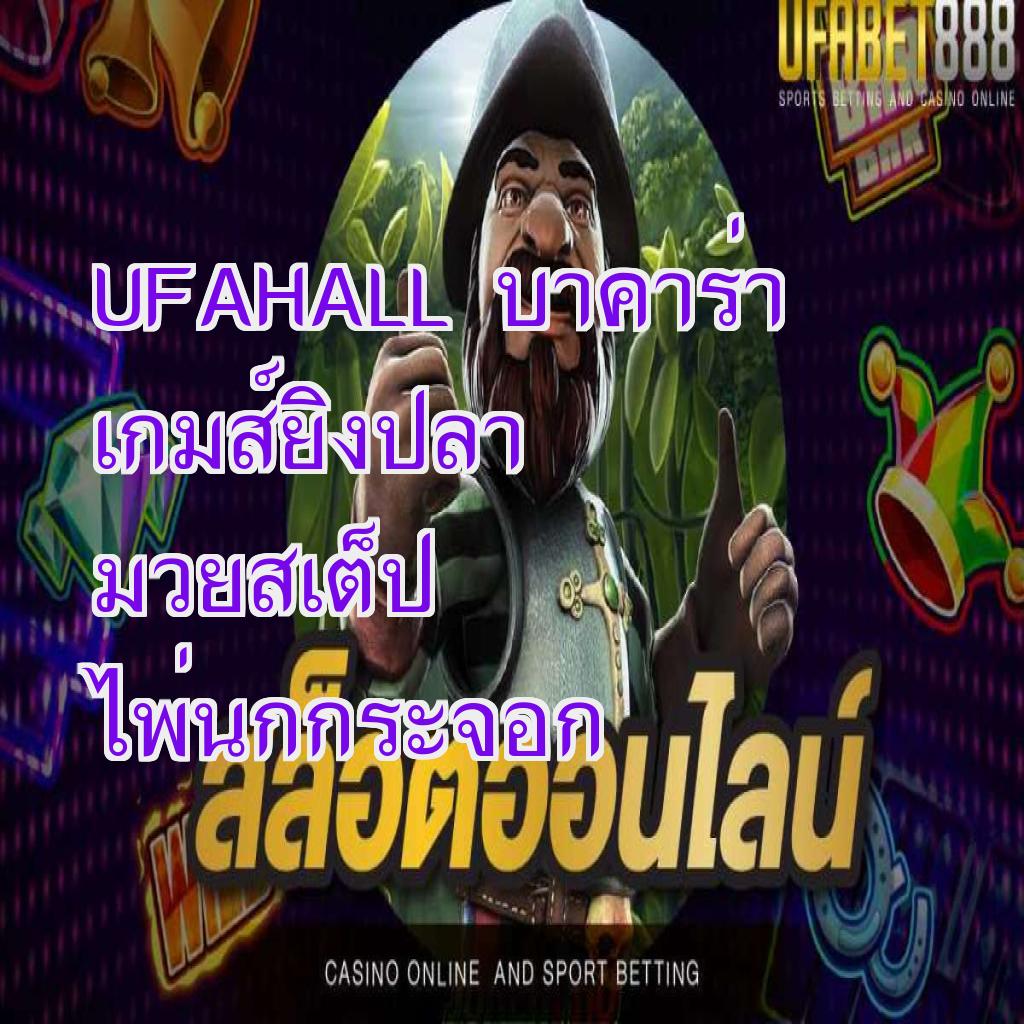 UFABET888
SPORTS BETTING AND CASINO ONLINE
BAR
UFAHALL บาคาร่า
เกมส์ยิงปลา
มวยสเต็ป
ไพ่นกกระจอก
สล็อตออนไลน์
CASINO ONLINE AND SPORT BETTING